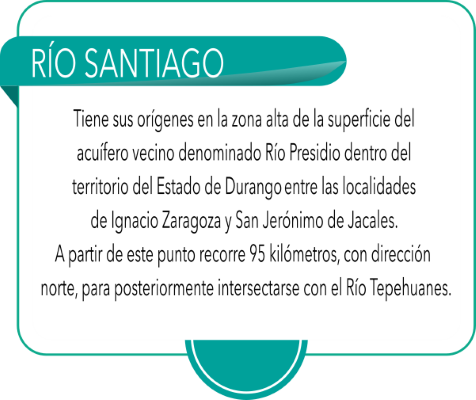 RÍO SANTIAGO
Tiene sus orígenes en la zona alta de la superficie del
acuífero vecino denominado Río Presidio dentro del
territorio del Estado de Durango entre las localidades
de Ignacio Zaragoza y San Jerónimo de Jacales.
A partir de este punto recorre 95 kilómetros, con dirección
norte, para posteriormente intersectarse con el Río Tepehuanes.